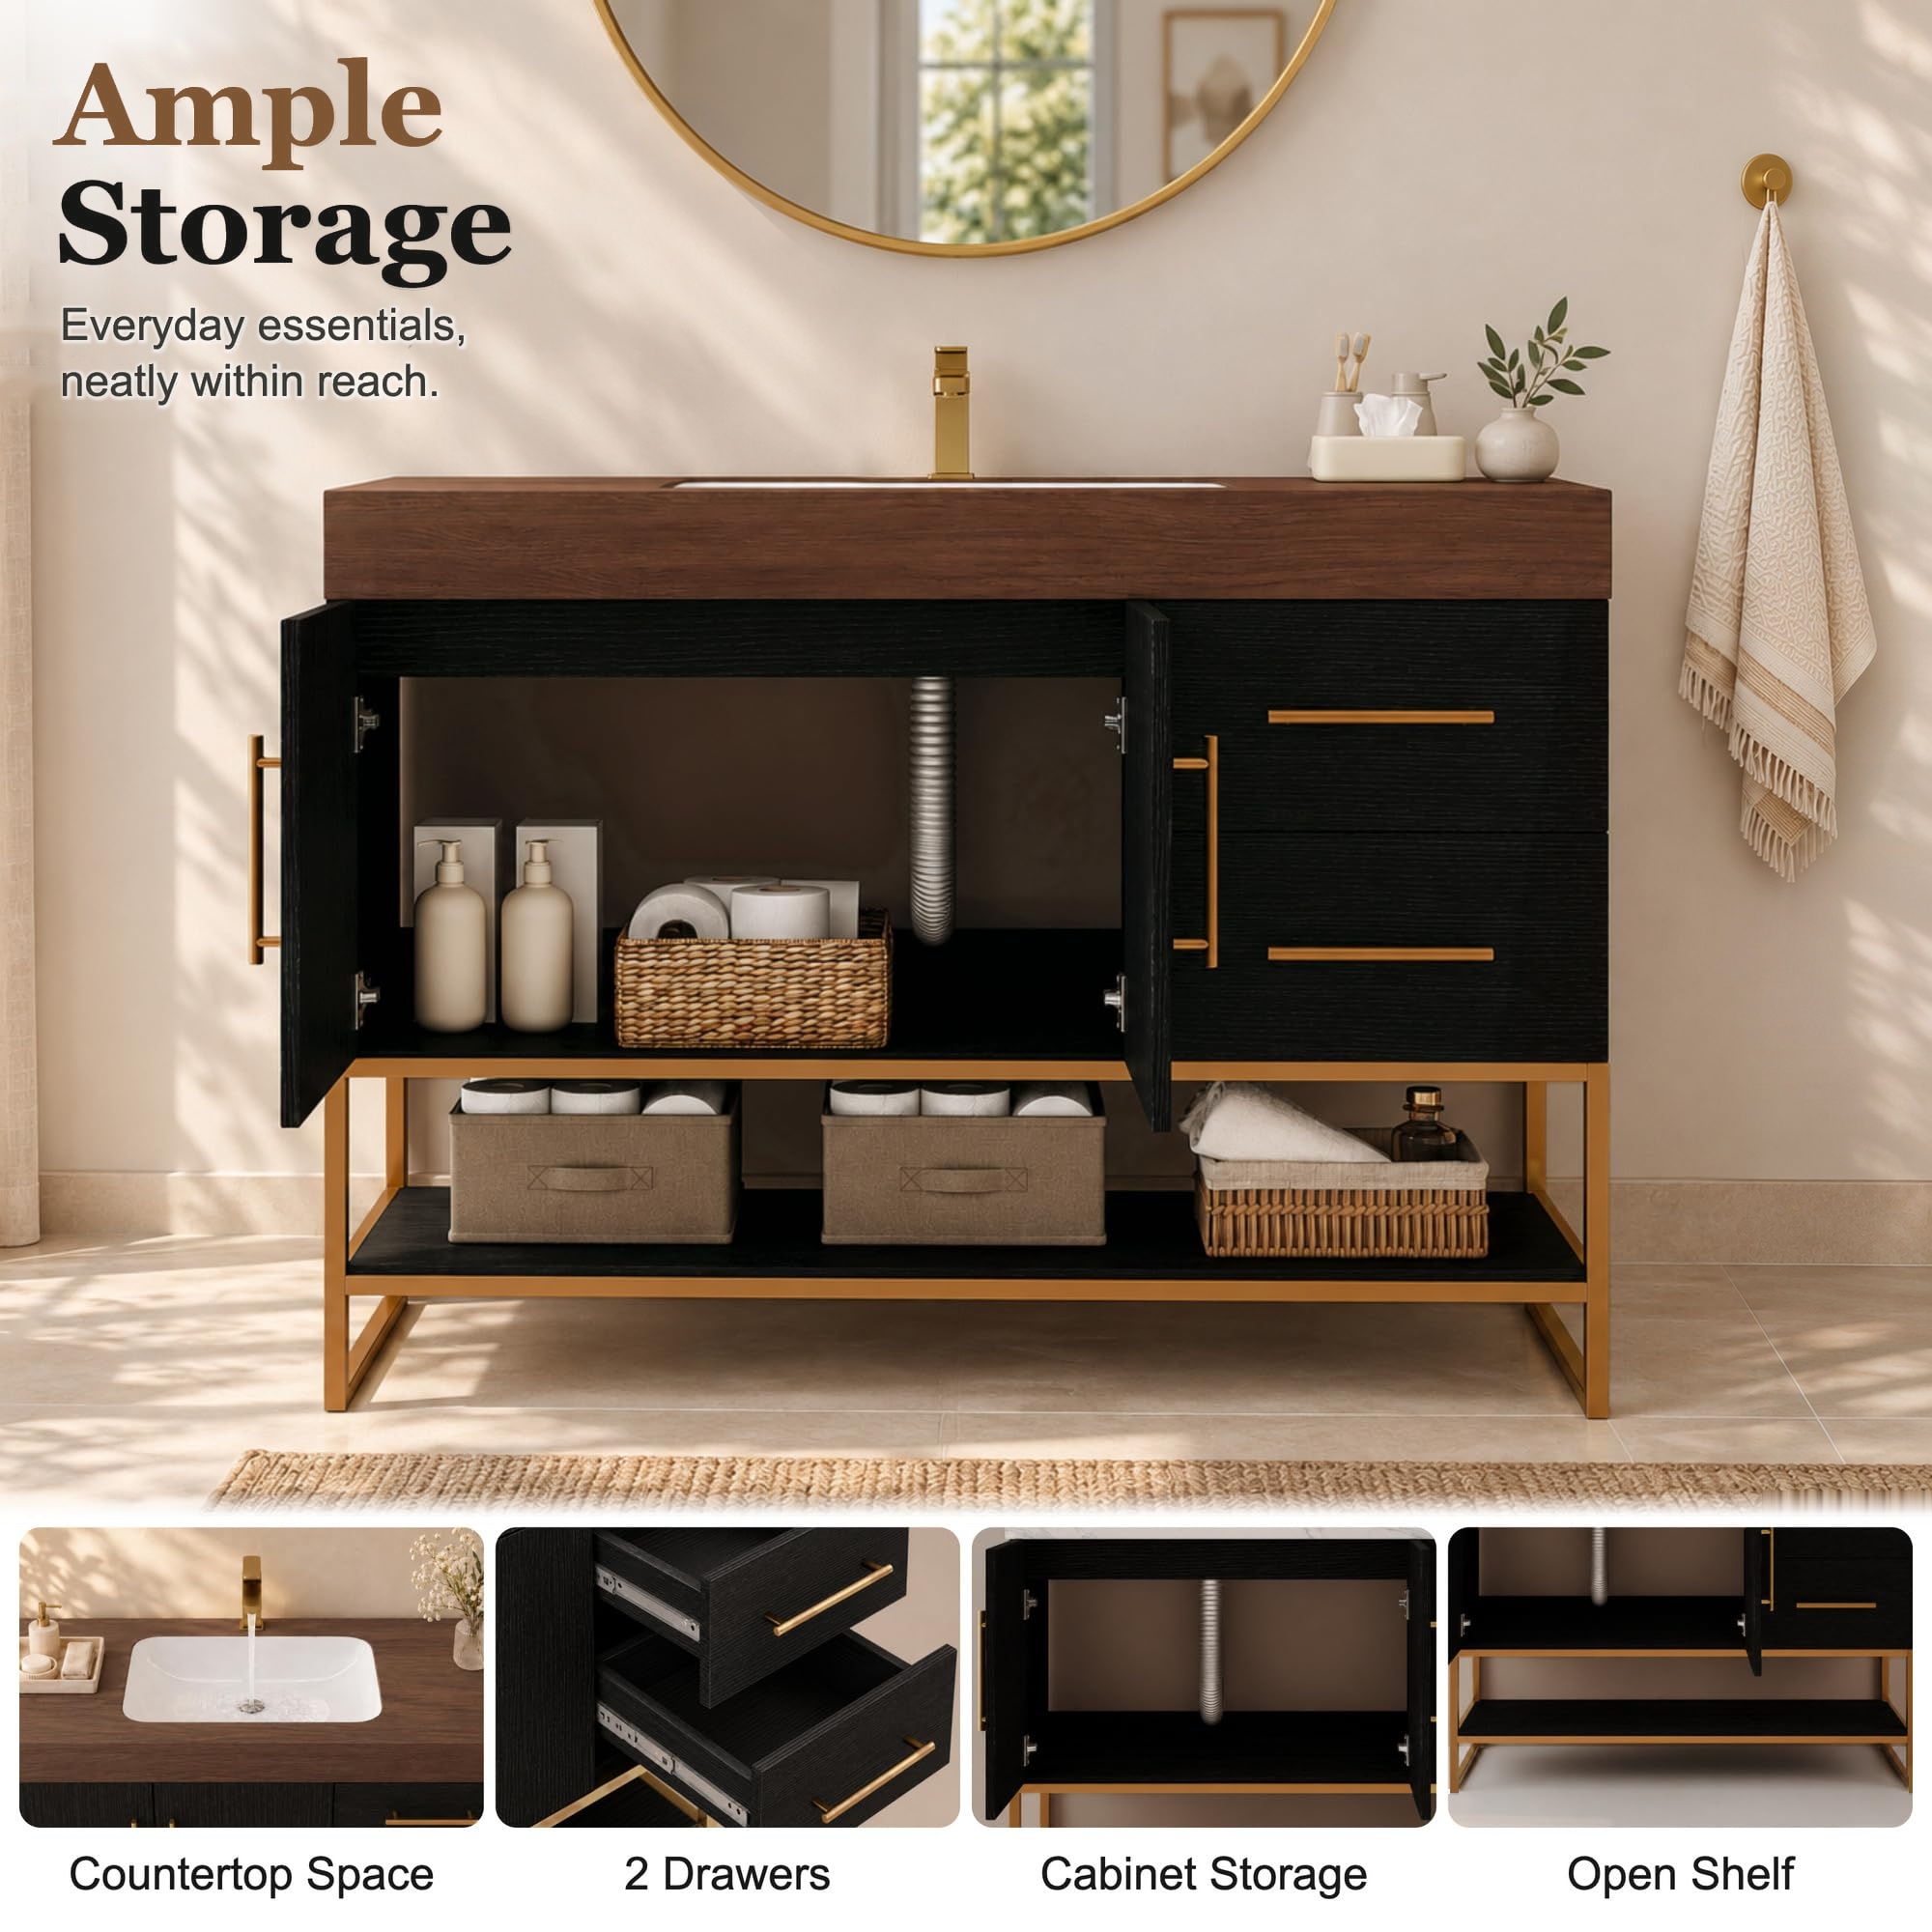 Ample
Storage
Everyday essentials,
neatly within reach.
Countertop Space
2 Drawers
Cabinet Storage
Open Shelf